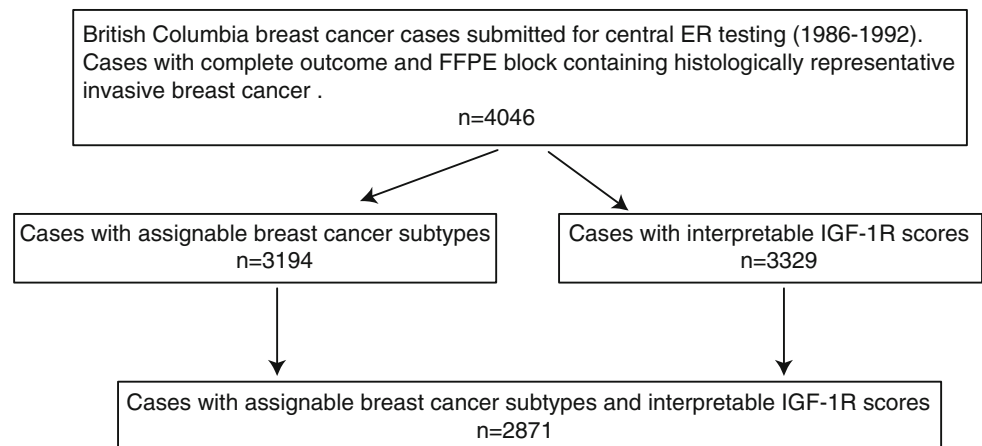 British Columbia breast cancer cases submitted for central ER testing (1986-1992).
Cases with complete outcome and FFPE block containing histologically representative
invasive breast cancer .
n=4046
Cases with assignable breast cancer subtypes
n=3194
Cases with interpretable IGF-1R scores
n=3329
Cases with assignable breast cancer subtypes and interpretable IGF-1R scores
n=2871